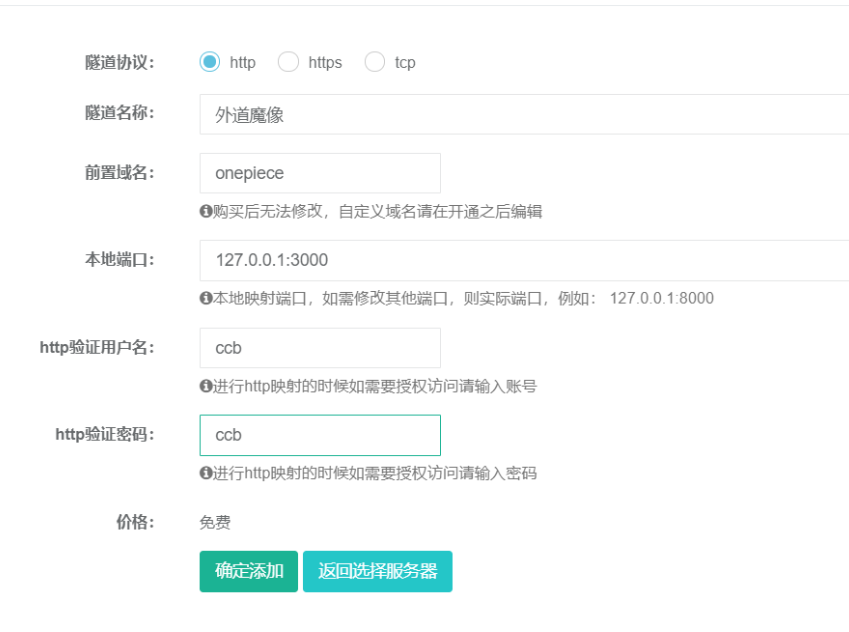 隧道协议： http https tcp
隧道名称： 外道魔像
前置域名： onepiece
购买后无法修改，自定义域名请在开通之后编辑
本地端口： 127.0.0.1:3000
本地映射端口，如需修改其他端口，则实际端口，例如： 127.0.0.1:8000
http验证用户名： ccb
进行http映射的时候如需要授权访问请输入账号
http验证密码： ccb
进行http映射的时候如需要授权访问请输入密码
价格： 免费
确定添加 返回选择服务器